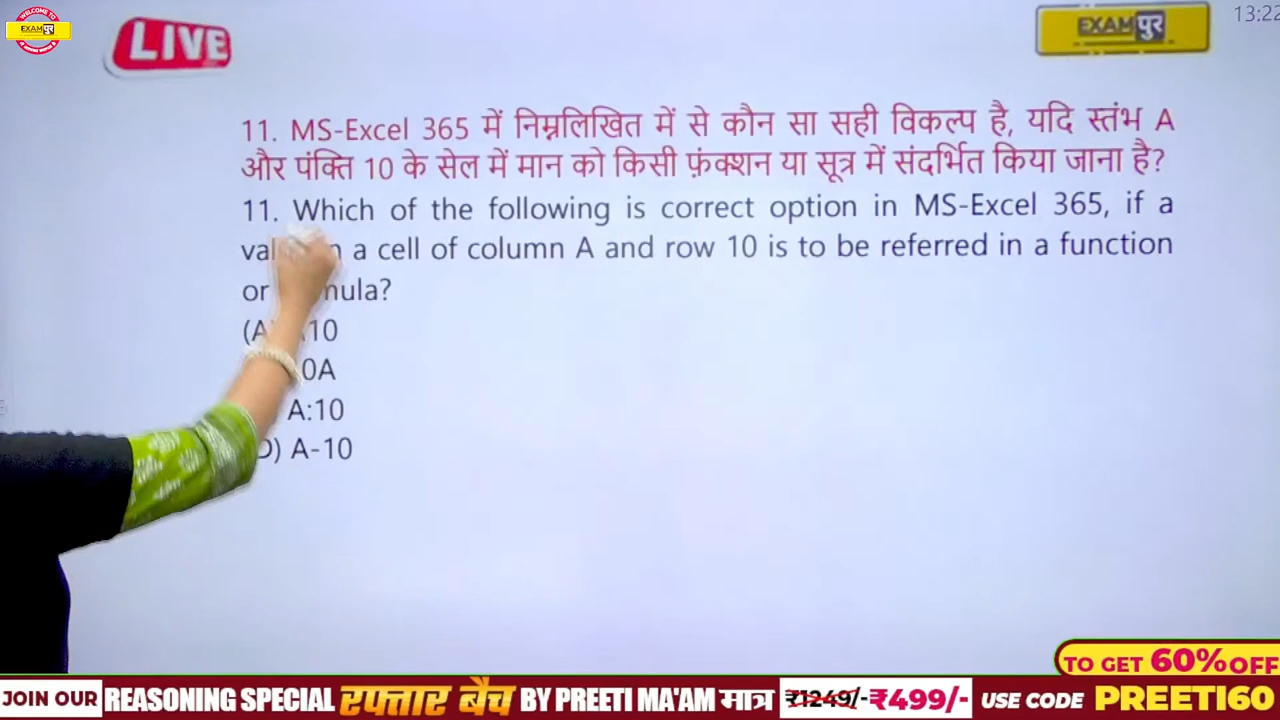 WELCOME TO
EXAMपुर
LIVE
EXAMपुर
13:22
11. MS-Excel 365 में निम्नलिखित में से कौन सा सही विकल्प है, यदि स्तंभ A
और पंक्ति 10 के सेल में मान को किसी फ़ंक्शन या सूत्र में संदर्भित किया जाना है?
11. Which of the following is correct option in MS-Excel 365, if a
a cell of column A and row 10 is to be referred in a function
or
10
0A
A:10
D) A-10
TO GET 60% OFF
JOIN OUR REASONING SPECIAL रफ्तार बैच BY PREETI MA'AM मात्र ₹1249/- ₹499/- USE CODE PREETI60